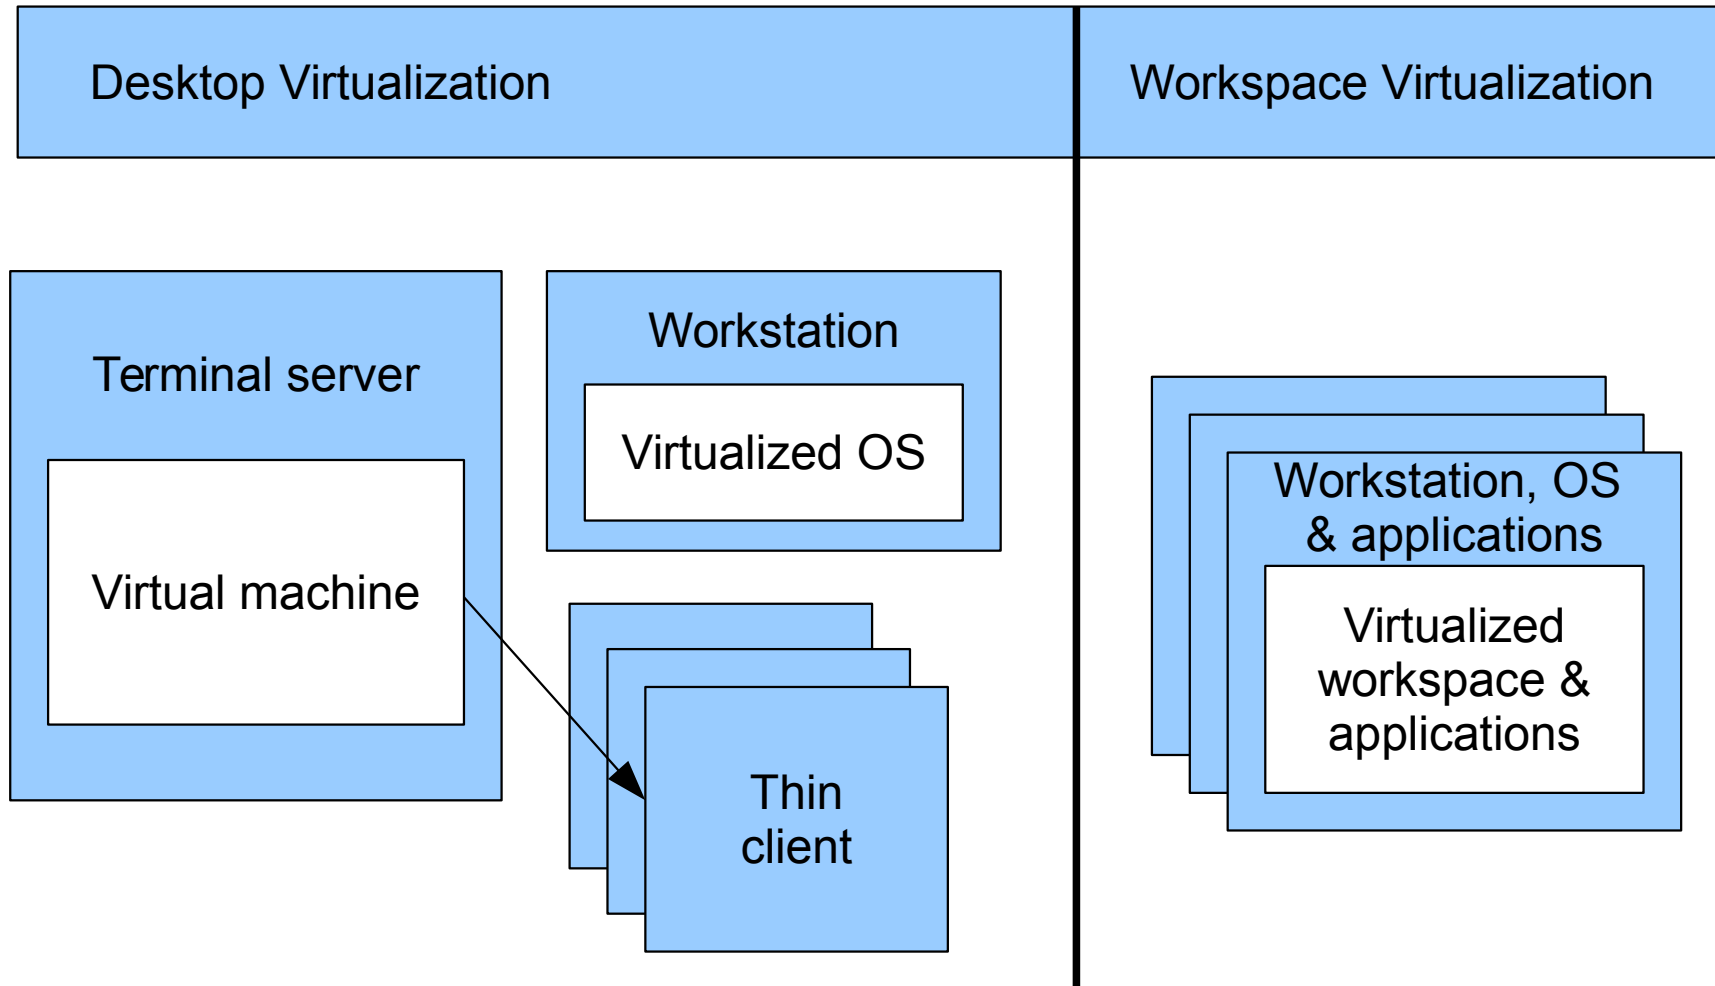 Desktop Virtualization
Workspace Virtualization
Terminal server
Virtual machine
Workstation
Virtualized OS
Thin
client
Workstation, OS
& applications
Virtualized
workspace &
applications